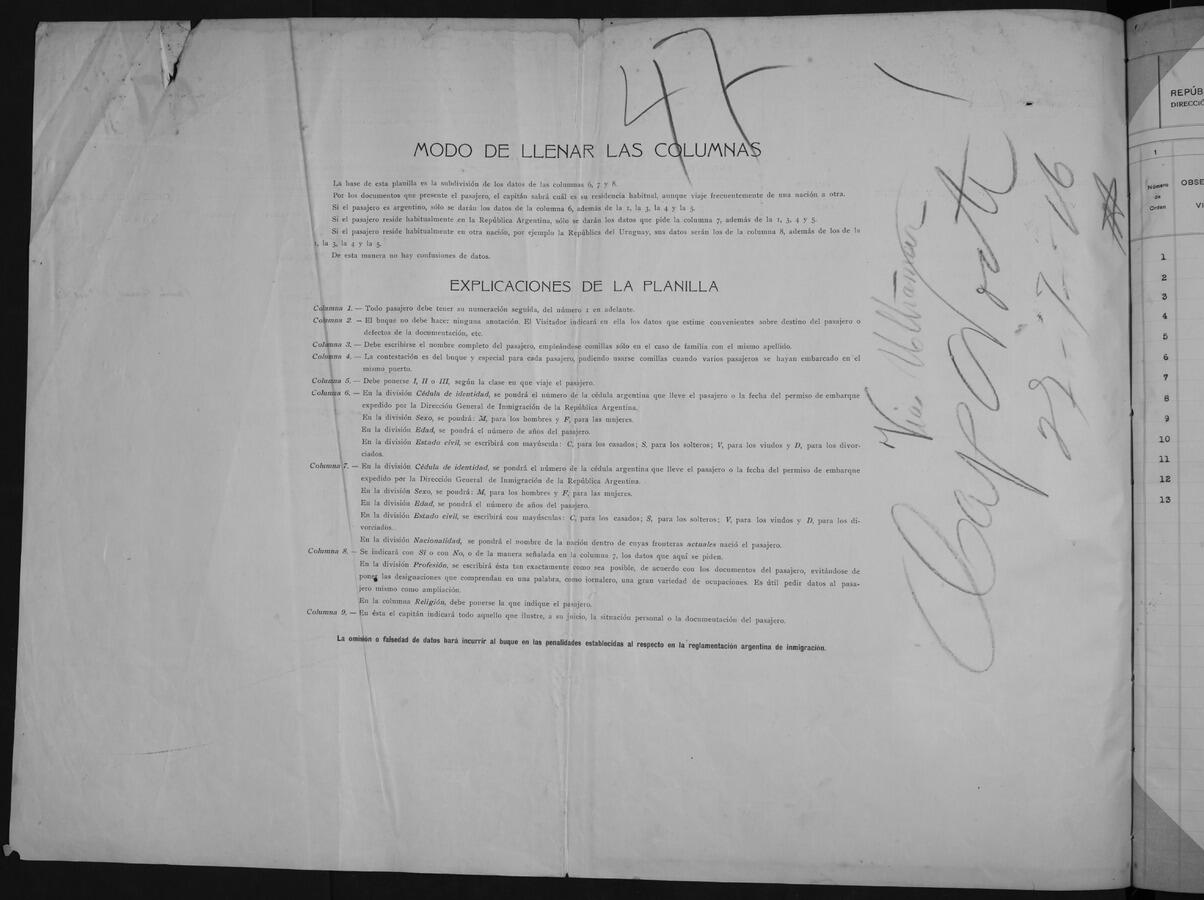 47
MODO DE LLENAR LAS COLUMNAS
La base de esta planilla es la subdivisión de los datos de las columnas 6, 7 y 8.
Por los documentos que presente el pasajero, el capitán sabrá cuál es su residencia habitual, aunque viaje frecuentemente de una nación a otra.
Si el pasajero es argentino, sólo se darán los datos de la columna 6, además de la 1, la 3, la 4 y la 5.
Si el pasajero reside habitualmente en la República Argentina, sólo se darán los datos que pide la columna 7, además de la 1, 3, 4 y 5.
Si el pasajero reside habitualmente en otra nación, por ejemplo la República del Uruguay, sus datos serán los de la columna 8, además de los de la
1, la 3, la 4 y la 5.
De esta manera no hay confusiones de datos.
EXPLICACIONES DE LA PLANILLA
Columna 1. — Todo pasajero debe tener su numeración seguida, del número 1 en adelante.
Columna 2. — El buque no debe hacer ninguna anotación. El Visitador indicará en ella los datos que estime convenientes sobre destino del pasajero o
defectos de la documentación, etc.
Columna 3. — Debe escribirse el nombre completo del pasajero, empleándose comillas sólo en el caso de familia con el mismo apellido.
Columna 4. — La contestación es del buque y especial para cada pasajero, pudiendo usarse comillas cuando varios pasajeros se hayan embarcado en el
mismo puerto.
Columna 5. — Debe ponerse I, II o III, según la clase en que viaje el pasajero.
Columna 6. — En la división Cédula de identidad, se pondrá el número de la cédula argentina que lleve el pasajero o la fecha del permiso de embarque
expedido por la Dirección General de Inmigración de la República Argentina.
En la división Sexo, se pondrá: M, para los hombres y F, para las mujeres.
En la división Edad, se pondrá el número de años del pasajero.
En la división Estado civil, se escribirá con mayúscula: C, para los casados; S, para los solteros; V, para los viudos y D, para los divor-
ciados.
Columna 7. — En la división Cédula de identidad, se pondrá el número de la cédula argentina que lleve el pasajero o la fecha del permiso de embarque
expedido por la Dirección General de Inmigración de la República Argentina.
En la división Sexo, se pondrá: M, para los hombres y F, para las mujeres.
En la división Edad, se pondrá el número de años del pasajero.
En la división Estado civil, se escribirá con mayúsculas: C, para los casados; S, para los solteros; V, para los viudos y D, para los di-
vorciados.
En la división Nacionalidad, se pondrá el nombre de la nación dentro de cuyas fronteras actuales nació el pasajero.
Columna 8. — Se indicará con Sí o con No, o de la manera señalada en la columna 7, los datos que aquí se piden.
En la división Profesión, se escribirá ésta tan exactamente como sea posible, de acuerdo con los documentos del pasajero, evitándose de
poner las designaciones que comprendan en una palabra, como jornalero, una gran variedad de ocupaciones. Es útil pedir datos al pasa-
jero mismo como ampliación.
En la columna Religión, debe ponerse la que indique el pasajero.
Columna 9. — En ésta el capitán indicará todo aquello que ilustre, a su juicio, la situación personal o la documentación del pasajero.
La omisión o falsedad de datos hará incurrir al buque en las penalidades establecidas al respecto en la reglamentación argentina de inmigración.
REPÚB
DIRECCIÓ
1
Número
de
Orden
OBSE
VI
1
2
3
4
5
6
7
8
9
10
11
12
13